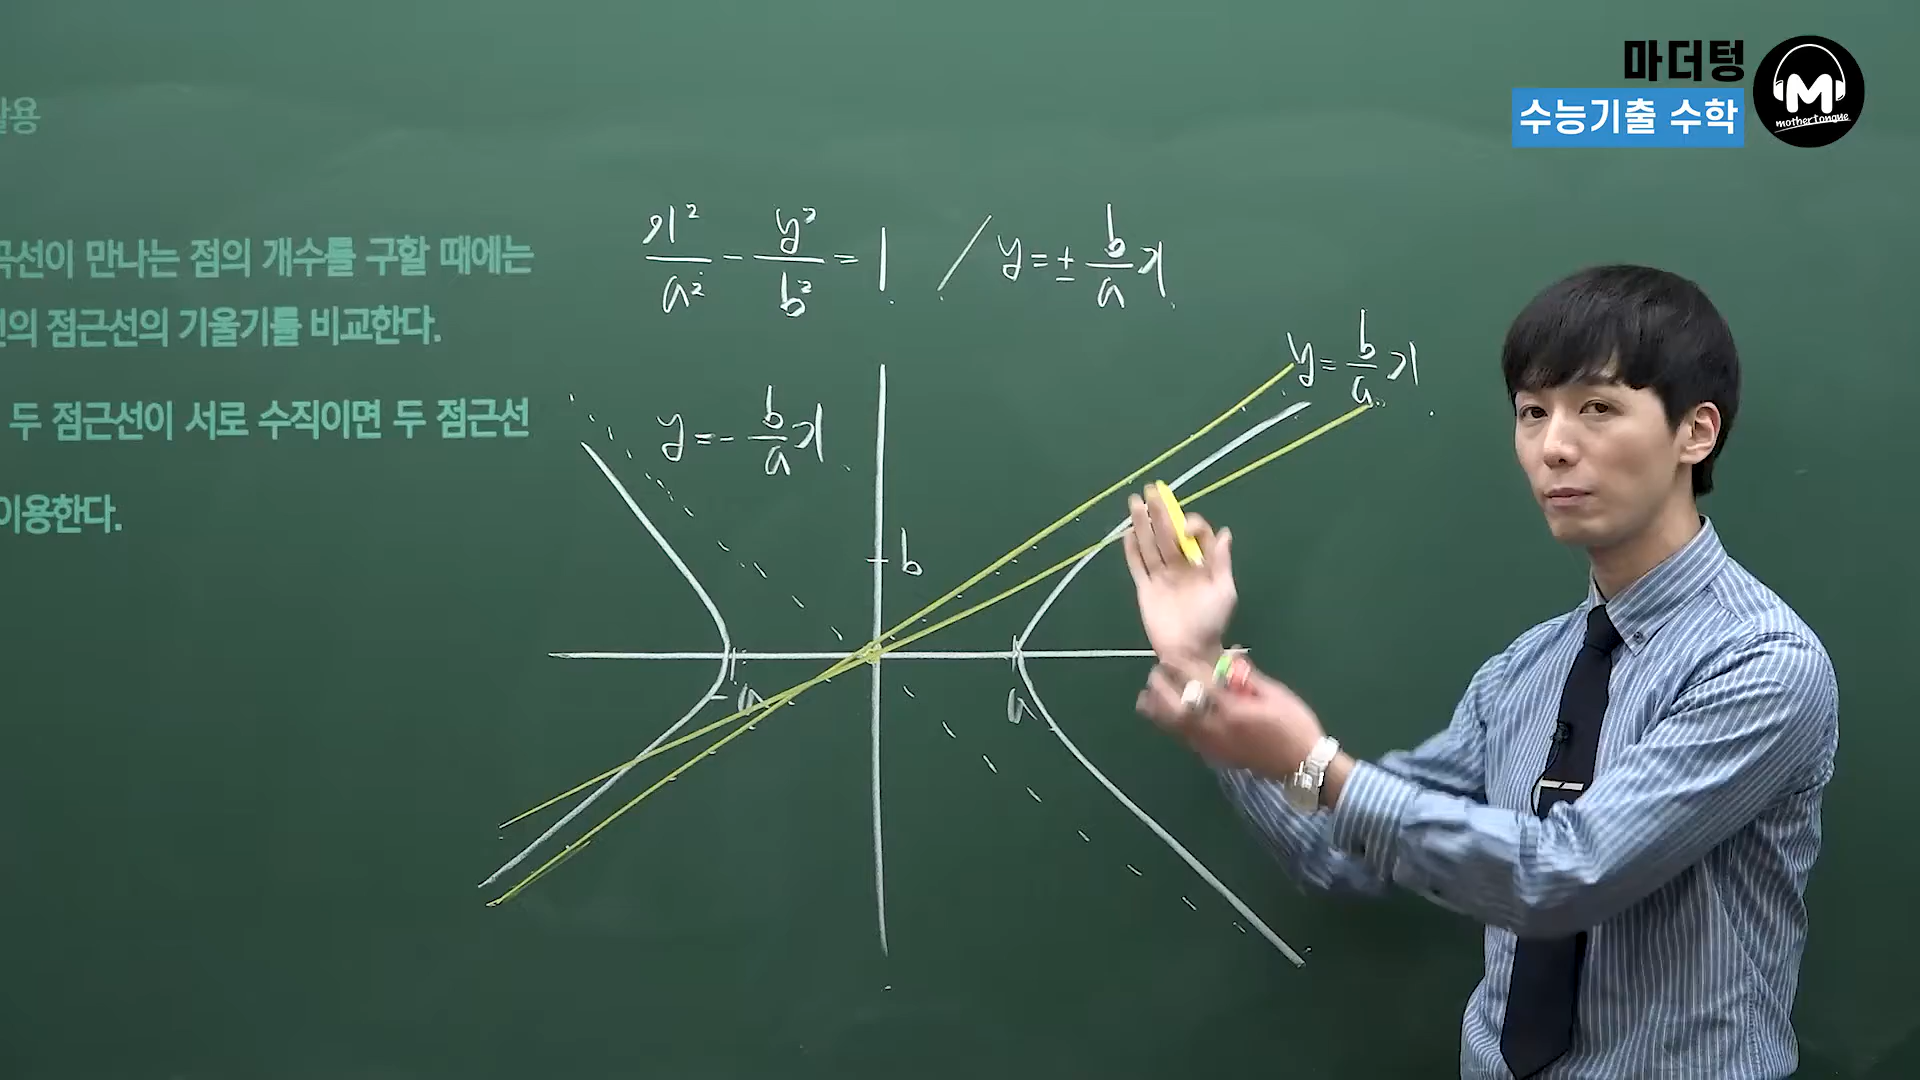 마더텅
수능기출 수학
M
mothertongue
활용
곡선이 만나는 점의 개수를 구할 때에는
선의 점근선의 기울기를 비교한다.
두 점근선이 서로 수직이면 두 점근선
이용한다.
x²/a² - y²/b² = 1 / y = ± b/a x
y = b/a x
y = - b/a x
b
-a
a